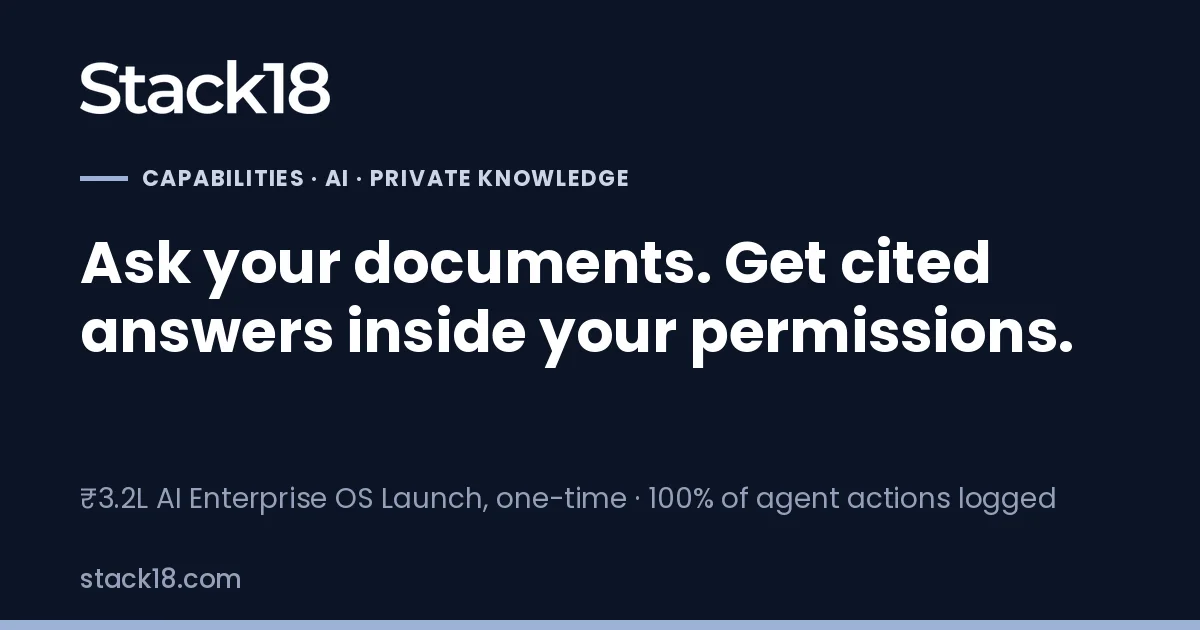 Stack18
CAPABILITIES · AI · PRIVATE KNOWLEDGE
Ask your documents. Get cited
answers inside your permissions.
₹3.2L AI Enterprise OS Launch, one-time · 100% of agent actions logged
stack18.com